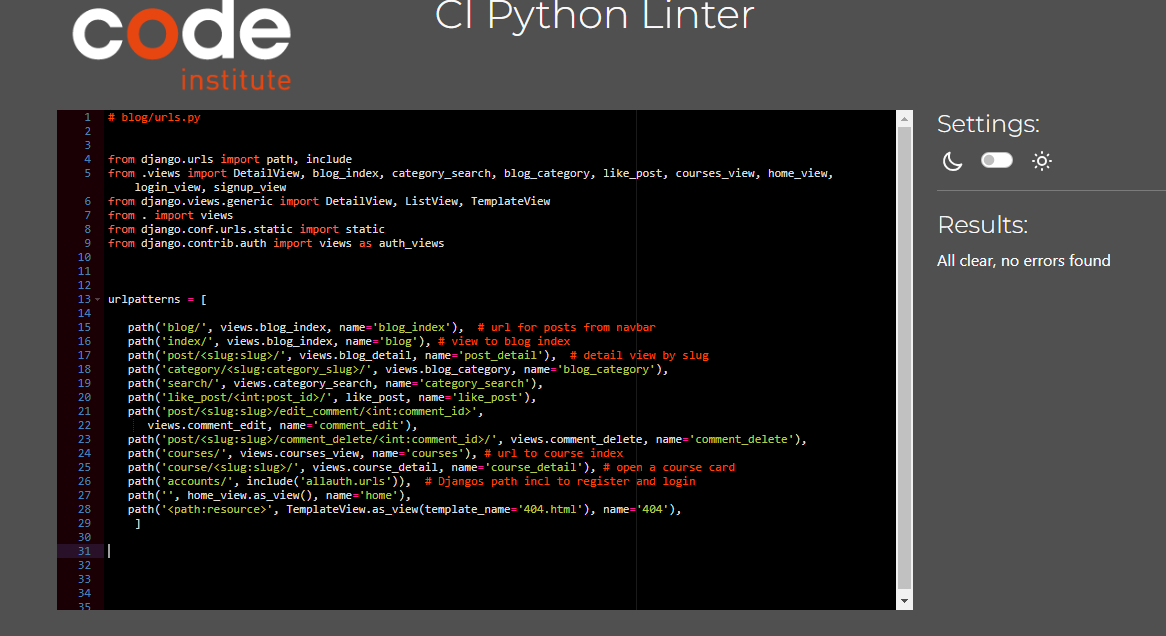 code
institute
CI Python Linter
1 # blog/urls.py
2
3
4 from django.urls import path, include
5 from .views import DetailView, blog_index, category_search, blog_category, like_post, courses_view, home_view,
login_view, signup_view
6 from django.views.generic import DetailView, ListView, TemplateView
7 from . import views
8 from django.conf.urls.static import static
9 from django.contrib.auth import views as auth_views
10
11
12
13 urlpatterns = [
14
15 path('blog/', views.blog_index, name='blog_index'),  # url for posts from navbar
16 path('index/', views.blog_index, name='blog'), # view to blog index
17 path('post/<slug:slug>/', views.blog_detail, name='post_detail'),  # detail view by slug
18 path('category/<slug:category_slug>/', views.blog_category, name='blog_category'),
19 path('search/', views.category_search, name='category_search'),
20 path('like_post/<int:post_id>/', like_post, name='like_post'),
21 path('post/<slug:slug>/edit_comment/<int:comment_id>',
22 views.comment_edit, name='comment_edit'),
23 path('post/<slug:slug>/comment_delete/<int:comment_id>/', views.comment_delete, name='comment_delete'),
24 path('courses/', views.courses_view, name='courses'), # url to course index
25 path('course/<slug:slug>/', views.course_detail, name='course_detail'), # open a course card
26 path('accounts/', include('allauth.urls')),  # Djangos path incl to register and login
27 path('', home_view.as_view(), name='home'),
28 path('<path:resource>', TemplateView.as_view(template_name='404.html'), name='404'),
29 ]
30
31
32
33
34
35
Settings:
Results:
All clear, no errors found